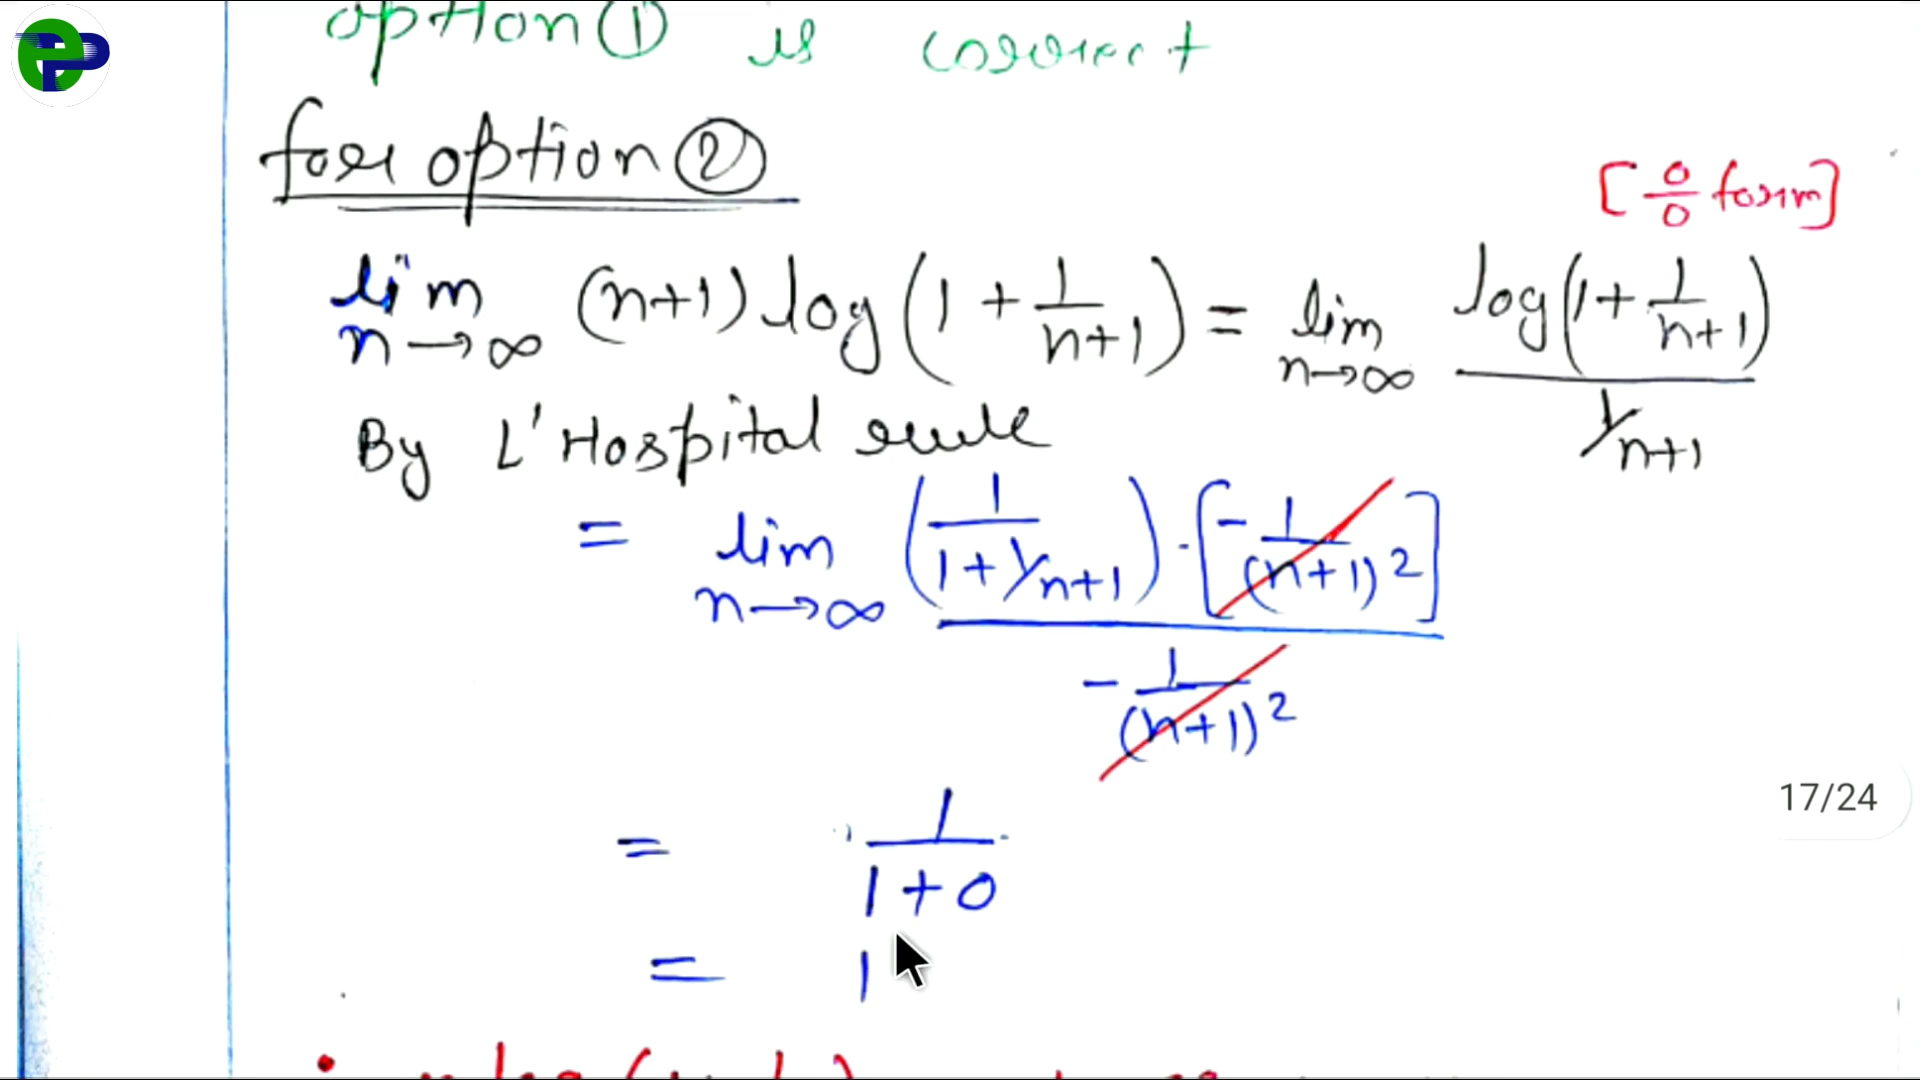 eP
option ① is correct
for option ②
[0/0 form]
lim n→∞ (n+1) log(1 + 1/(n+1)) = lim n→∞ log(1 + 1/(n+1)) / (1/(n+1))
By L'Hospital rule
= lim n→∞ (1/(1+1/(n+1))) · [-1/(n+1)²] / (-1/(n+1)²)
17/24
= 1/(1+0)
= 1